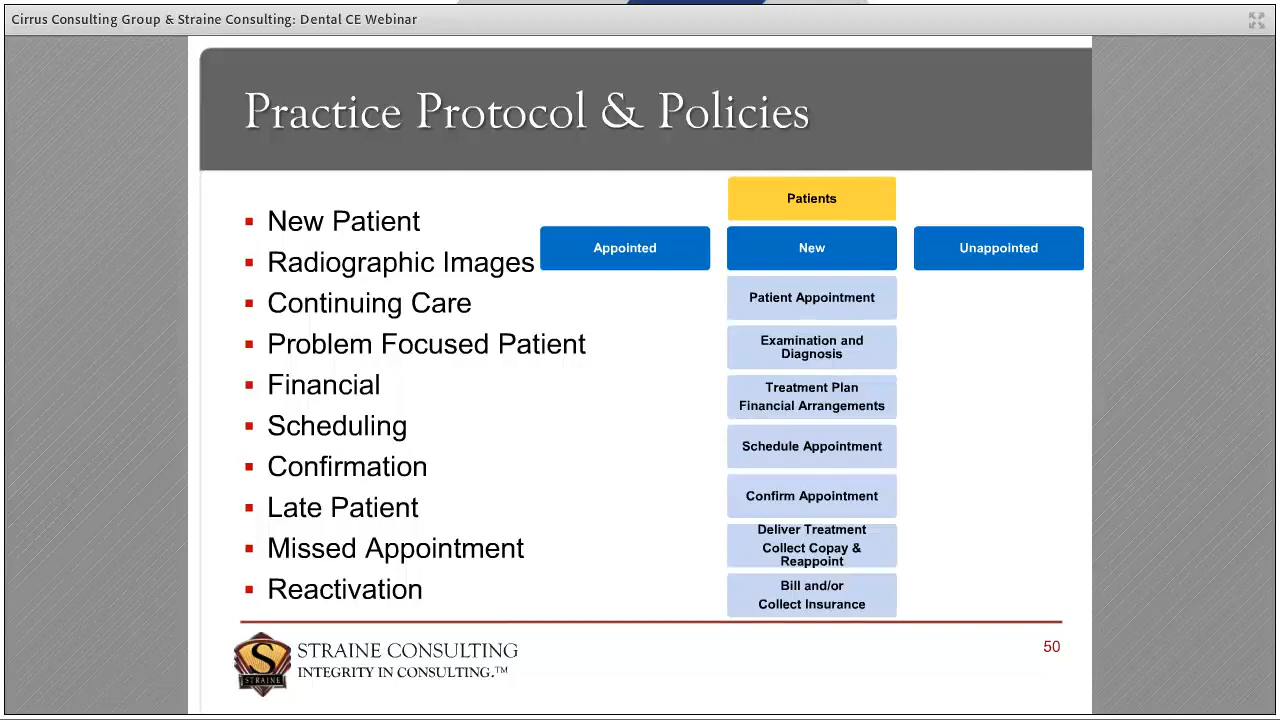 Cirrus Consulting Group & Straine Consulting: Dental CE Webinar
Practice Protocol & Policies
New Patient
Radiographic Images
Continuing Care
Problem Focused Patient
Financial
Scheduling
Confirmation
Late Patient
Missed Appointment
Reactivation
Patients
Appointed
New
Unappointed
Patient Appointment
Examination and
Diagnosis
Treatment Plan
Financial Arrangements
Schedule Appointment
Confirm Appointment
Deliver Treatment
Collect Copay &
Reappoint
Bill and/or
Collect Insurance
S
STRAINE
STRAINE CONSULTING
INTEGRITY IN CONSULTING.™
50